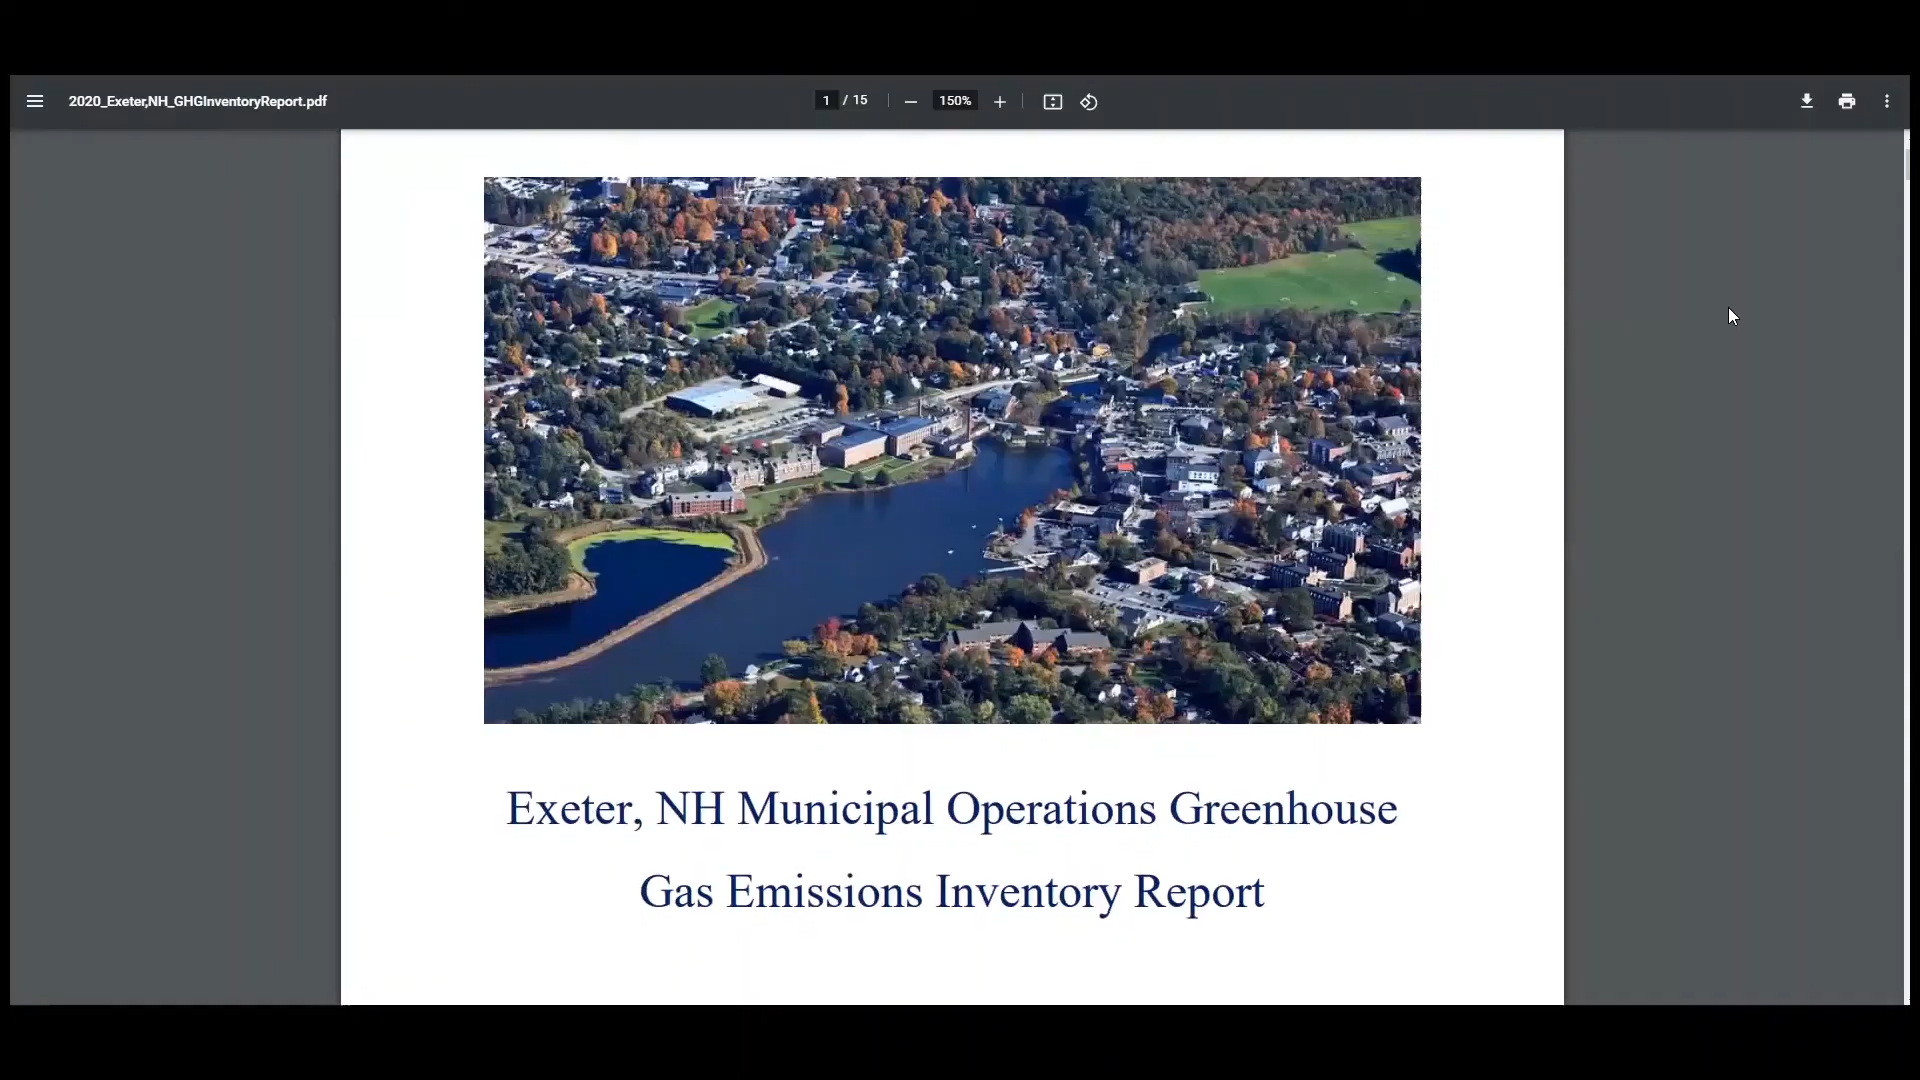 2020_Exeter,NH_GHGInventoryReport.pdf
1 / 15
150%
Exeter, NH Municipal Operations Greenhouse
Gas Emissions Inventory Report